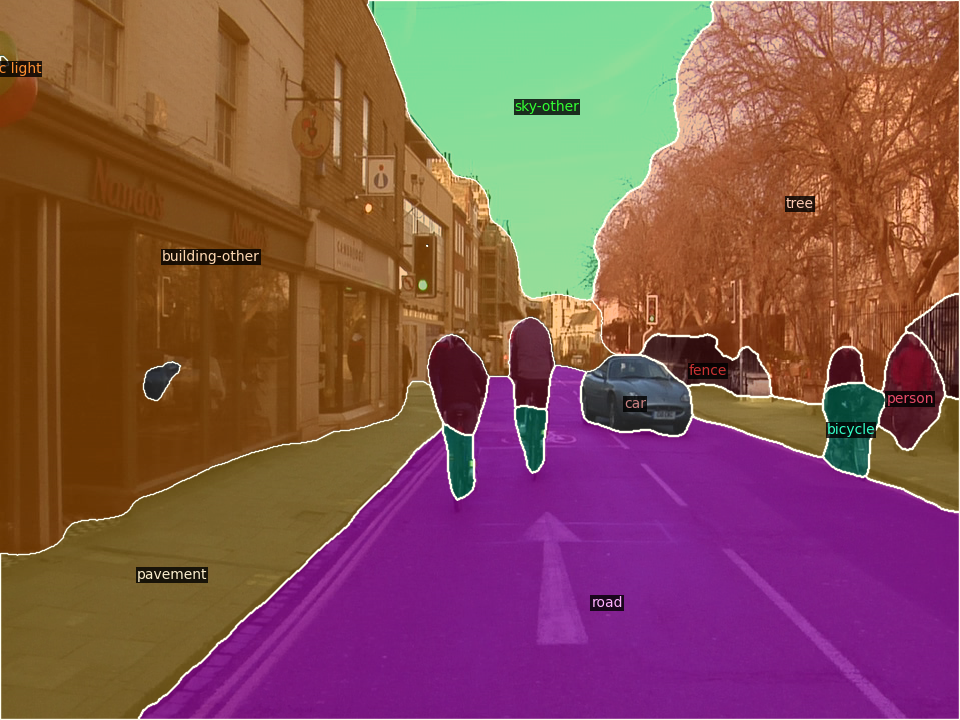 c light
sky-other
tree
Nando's
building-other
fence
car
person
bicycle
pavement
road